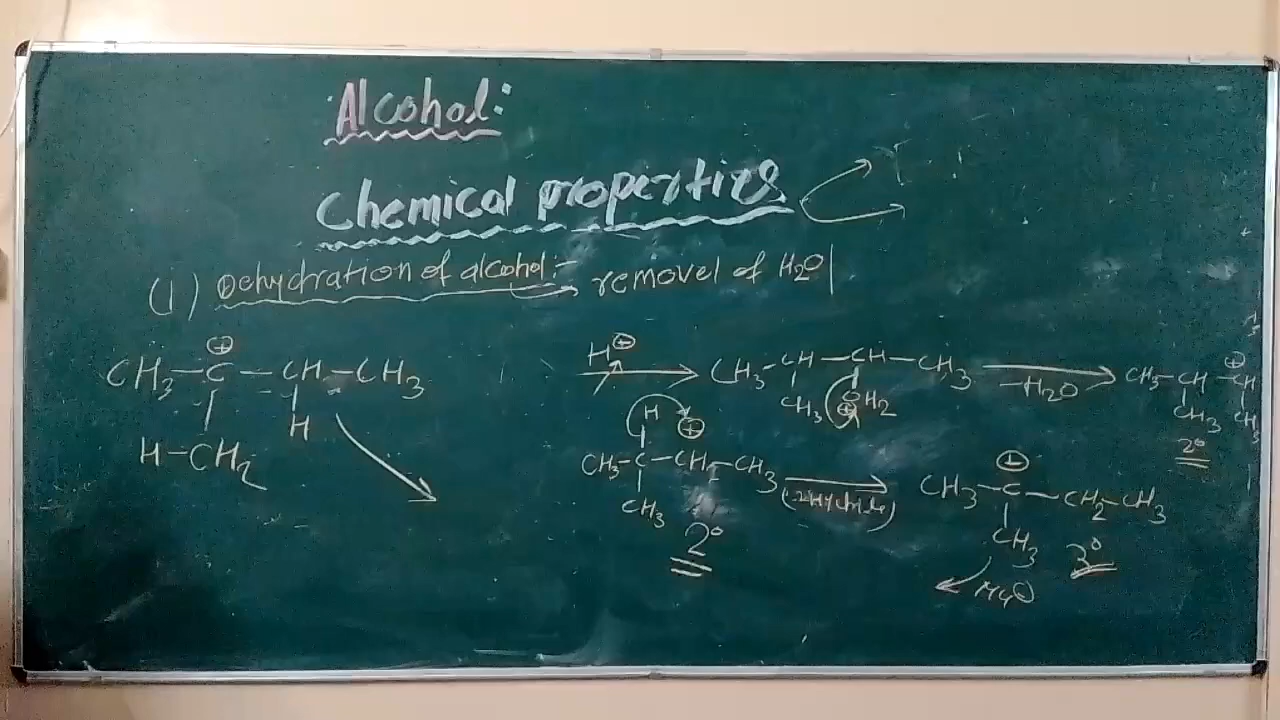 Alcohol:
Chemical properties
(1) Dehydration of alcohol:- removel of H2O
CH3-C-CH-CH3
⊕
H
H-CH2
H⊕
CH3-CH-CH-CH3
CH3
OH2
⊕
-H2O
CH3-CH-CH
⊕
CH3
CH3
2°
H
⊕
CH3-C-CH-CH3
CH3
2°
CH3-C-CH2-CH3
⊕
CH3
3°